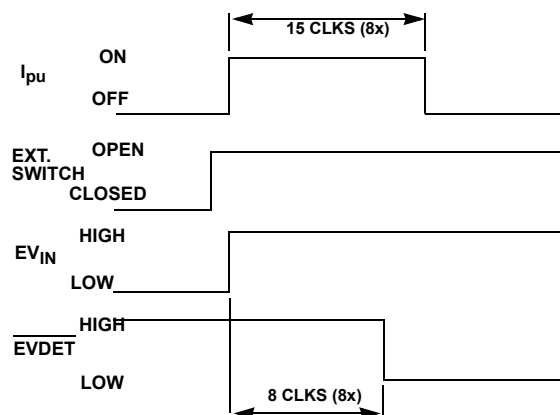 15 CLKS (8x)
Ipu
ON
OFF
EXT.
SWITCH
OPEN
CLOSED
EVIN
HIGH
LOW
EVDET
HIGH
LOW
8 CLKS (8x)